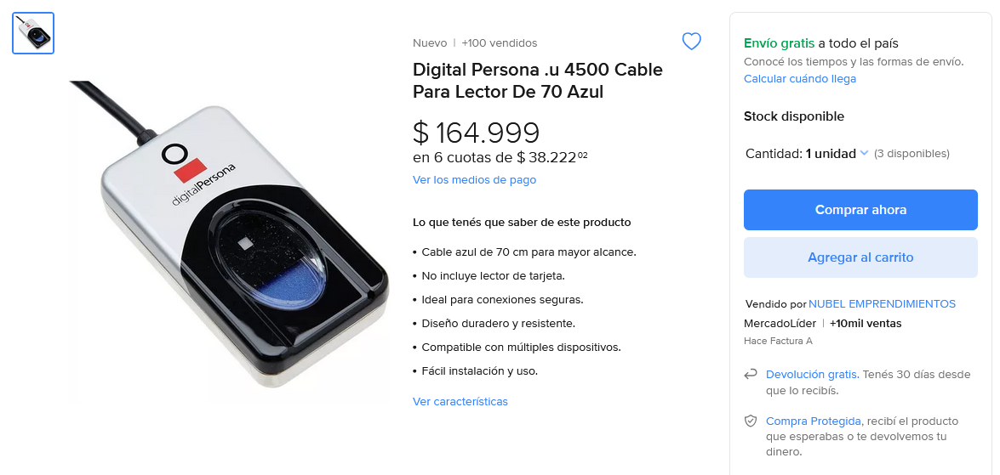 Nuevo | +100 vendidos
Digital Persona .u 4500 Cable
Para Lector De 70 Azul
$ 164.999
en 6 cuotas de $ 38.222 02
Ver los medios de pago
Lo que tenés que saber de este producto
• Cable azul de 70 cm para mayor alcance.
• No incluye lector de tarjeta.
• Ideal para conexiones seguras.
• Diseño duradero y resistente.
• Compatible con múltiples dispositivos.
• Fácil instalación y uso.
Ver características
digitalPersona
Envío gratis a todo el país
Conocé los tiempos y las formas de envío.
Calcular cuándo llega
Stock disponible
Cantidad: 1 unidad (3 disponibles)
Comprar ahora
Agregar al carrito
Vendido por NUBEL EMPRENDIMIENTOS
MercadoLíder | +10mil ventas
Hace Factura A
Devolución gratis. Tenés 30 días desde
que lo recibís.
Compra Protegida, recibí el producto
que esperabas o te devolvemos tu
dinero.